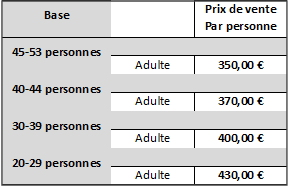 Base
Prix de vente
Par personne
45-53 personnes
Adulte 350,00 €
40-44 personnes
Adulte 370,00 €
30-39 personnes
Adulte 400,00 €
20-29 personnes
Adulte 430,00 €